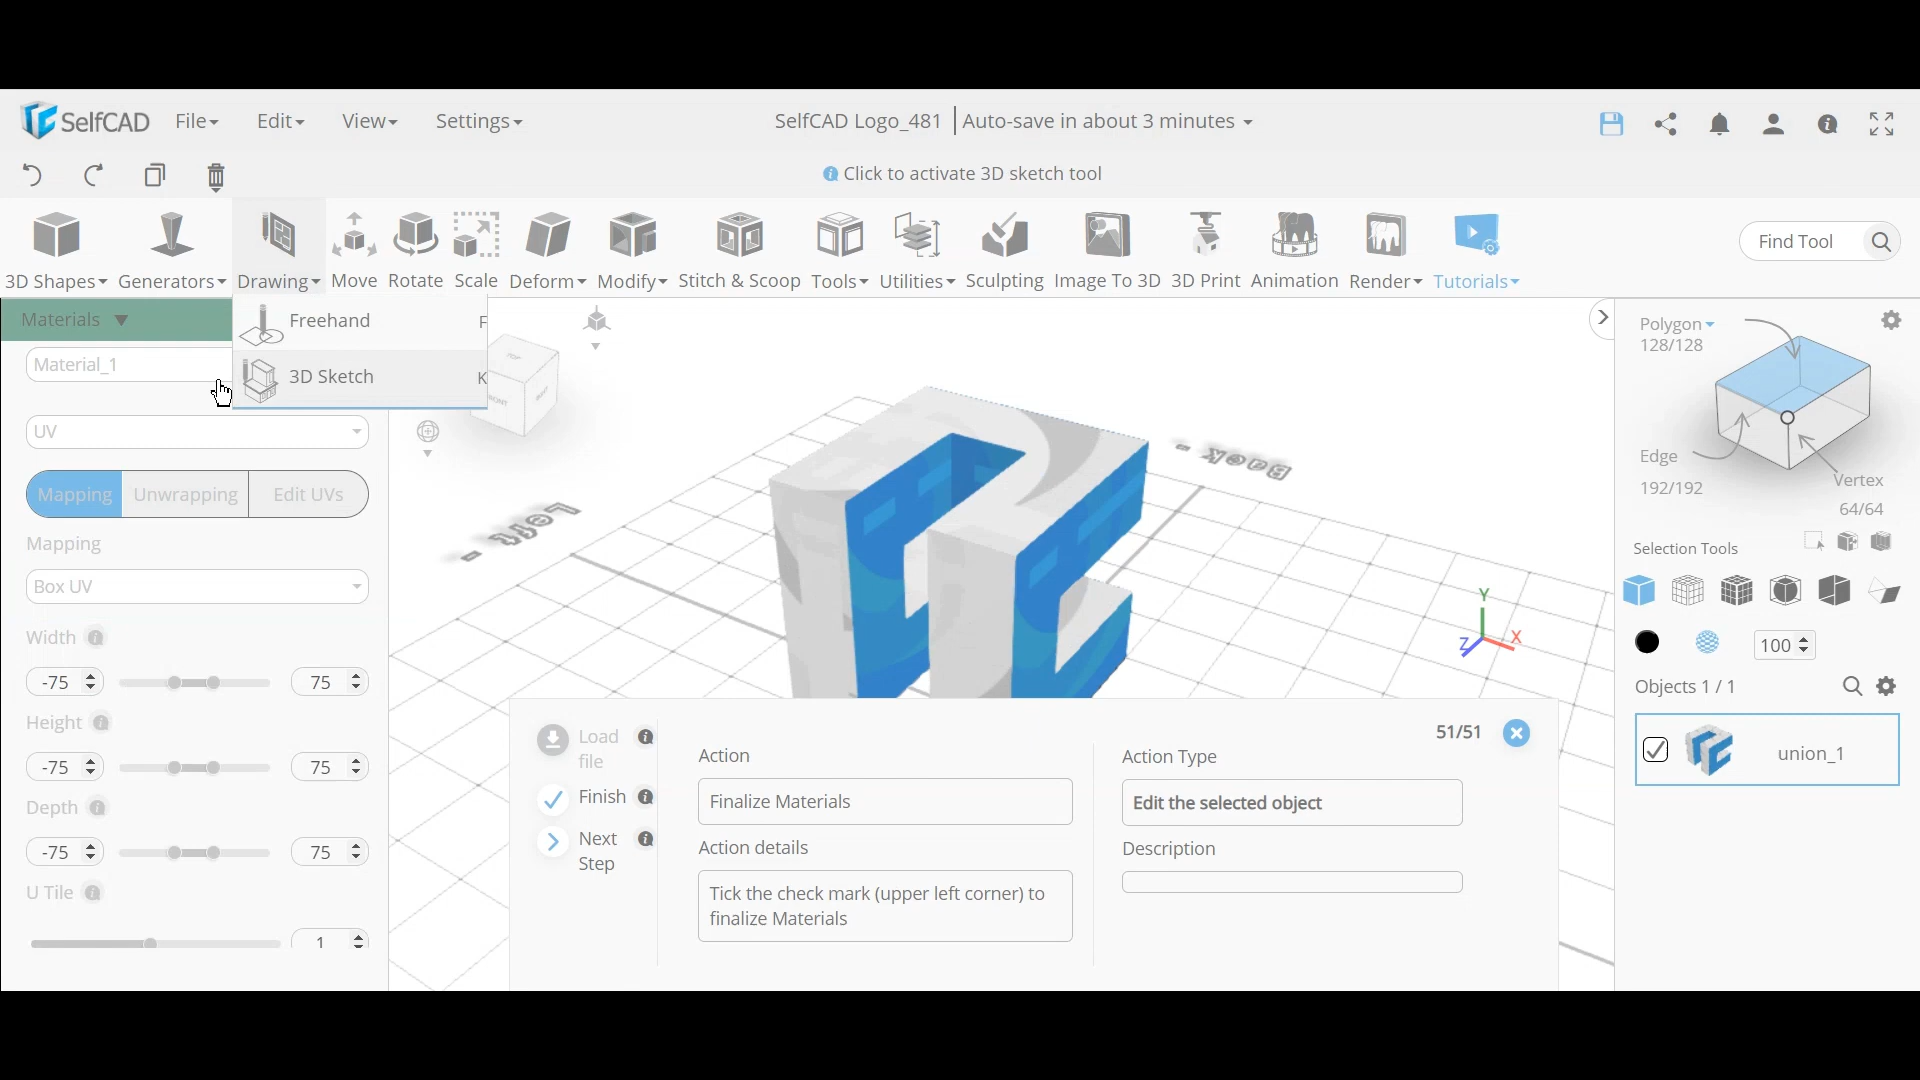 SelfCAD File Edit View Settings SelfCAD Logo_481 Auto-save in about 3 minutes
Click to activate 3D sketch tool
Find Tool
3D Shapes Generators Drawing Move Rotate Scale Deform Modify Stitch & Scoop Tools Utilities Sculpting Image To 3D 3D Print Animation Render Tutorials
Materials
Freehand F
3D Sketch K
Material_1
UV
Mapping Unwrapping Edit UVs
Mapping
Box UV
Width
-75 75
Height
-75 75
Depth
-75 75
U Tile
1
TOP
FRONT
Back
Left
Y
X
Z
Load
file
Finish
Next
Step
Action
Finalize Materials
Action details
Tick the check mark (upper left corner) to
finalize Materials
51/51
Action Type
Edit the selected object
Description
Polygon
128/128
Edge
192/192
Vertex
64/64
Selection Tools
100
Objects 1 / 1
union_1